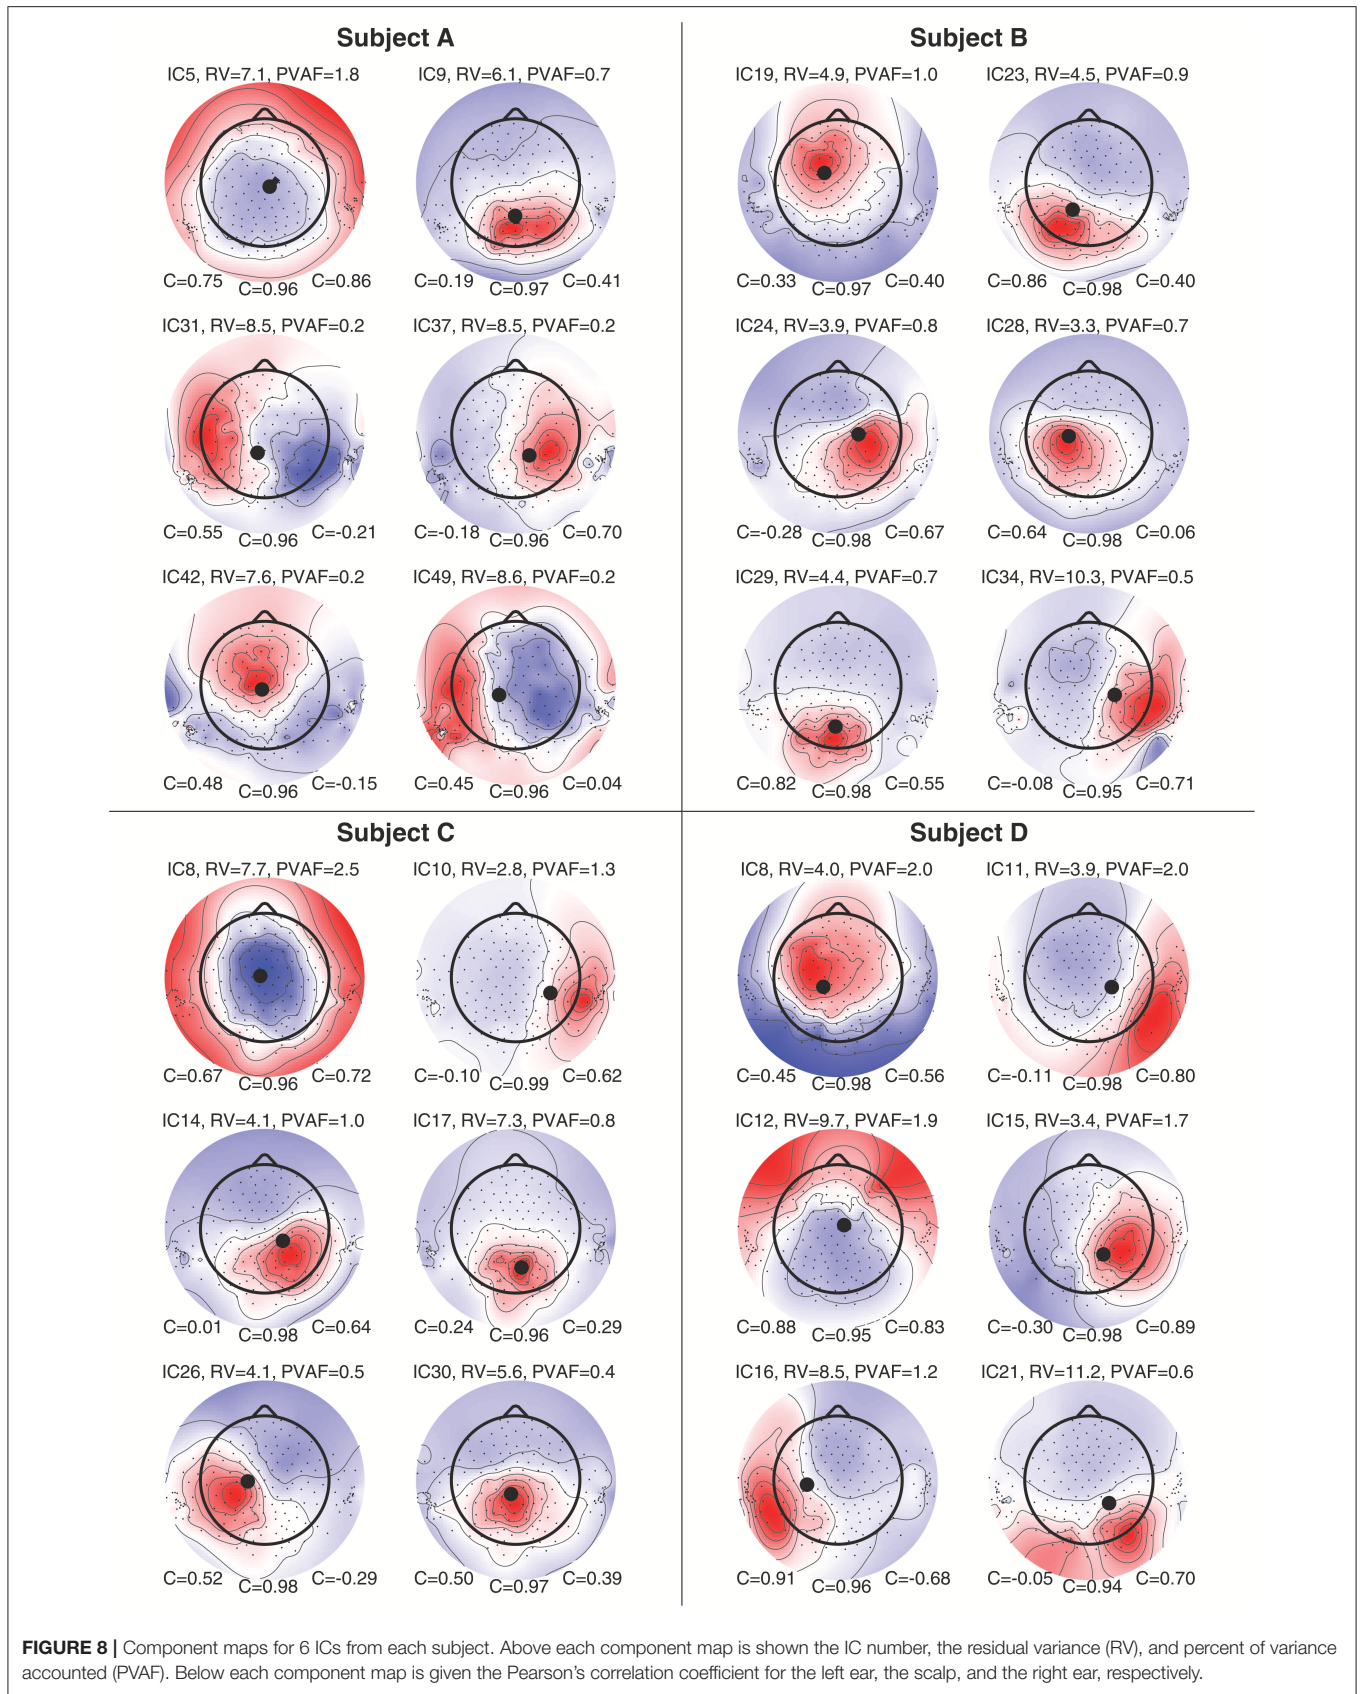 Subject A
Subject B
IC5, RV=7.1, PVAF=1.8
IC9, RV=6.1, PVAF=0.7
IC19, RV=4.9, PVAF=1.0
IC23, RV=4.5, PVAF=0.9
C=0.75 C=0.96 C=0.86
C=0.19 C=0.97 C=0.41
C=0.33 C=0.97 C=0.40
C=0.86 C=0.98 C=0.40
IC31, RV=8.5, PVAF=0.2
IC37, RV=8.5, PVAF=0.2
IC24, RV=3.9, PVAF=0.8
IC28, RV=3.3, PVAF=0.7
C=0.55 C=0.96 C=-0.21
C=-0.18 C=0.96 C=0.70
C=-0.28 C=0.98 C=0.67
C=0.64 C=0.98 C=0.06
IC42, RV=7.6, PVAF=0.2
IC49, RV=8.6, PVAF=0.2
IC29, RV=4.4, PVAF=0.7
IC34, RV=10.3, PVAF=0.5
C=0.48 C=0.96 C=-0.15
C=0.45 C=0.96 C=0.04
C=0.82 C=0.98 C=0.55
C=-0.08 C=0.95 C=0.71
Subject C
Subject D
IC8, RV=7.7, PVAF=2.5
IC10, RV=2.8, PVAF=1.3
IC8, RV=4.0, PVAF=2.0
IC11, RV=3.9, PVAF=2.0
C=0.67 C=0.96 C=0.72
C=-0.10 C=0.99 C=0.62
C=0.45 C=0.98 C=0.56
C=-0.11 C=0.98 C=0.80
IC14, RV=4.1, PVAF=1.0
IC17, RV=7.3, PVAF=0.8
IC12, RV=9.7, PVAF=1.9
IC15, RV=3.4, PVAF=1.7
C=0.01 C=0.98 C=0.64
C=0.24 C=0.96 C=0.29
C=0.88 C=0.95 C=0.83
C=-0.30 C=0.98 C=0.89
IC26, RV=4.1, PVAF=0.5
IC30, RV=5.6, PVAF=0.4
IC16, RV=8.5, PVAF=1.2
IC21, RV=11.2, PVAF=0.6
C=0.52 C=0.98 C=-0.29
C=0.50 C=0.97 C=0.39
C=0.91 C=0.96 C=-0.68
C=-0.05 C=0.94 C=0.70
FIGURE 8 | Component maps for 6 ICs from each subject. Above each component map is shown the IC number, the residual variance (RV), and percent of variance
accounted (PVAF). Below each component map is given the Pearson's correlation coefficient for the left ear, the scalp, and the right ear, respectively.